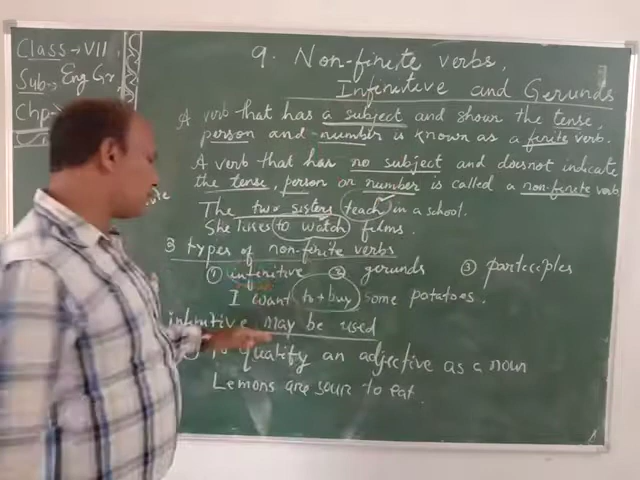 Class → VII
Sub → Eng Gr
Chp →
9. Non-finite verbs,
Infinitive and Gerunds
A verb that has a subject and shows the tense,
person and number is known as a finite verb.
A verb that has no subject and doesnot indicate
the tense, person or number is called a non-finite verb
The two sisters teach in a school.
She likes to watch films.
3 types of non-finite verbs
① infinitive ② gerunds ③ participles
I want to + buy some potatoes.
infinitive may be used
to qualify an adjective as a noun
Lemons are sour to eat.